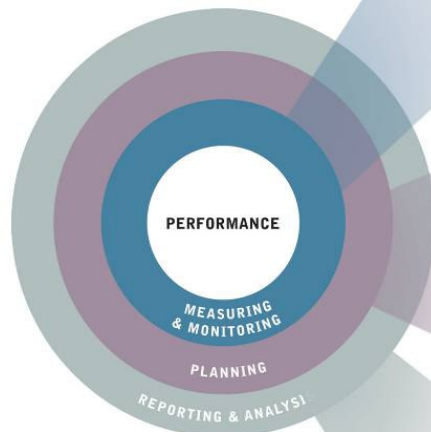 PERFORMANCE
MEASURING
& MONITORING
PLANNING
REPORTING & ANALYSI